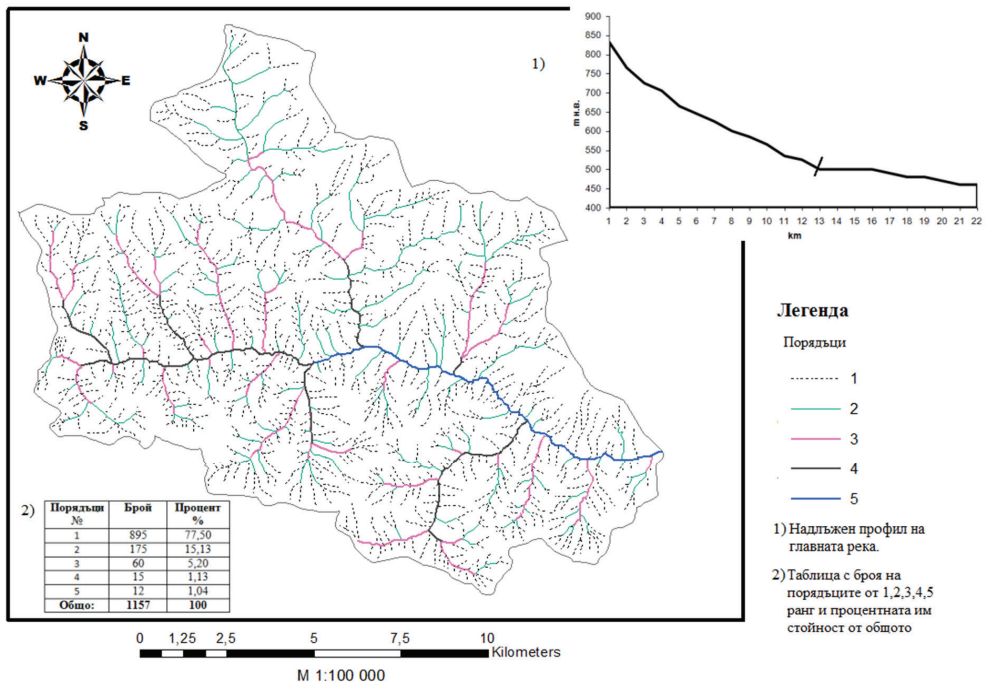 N
W
E
S
1)
m н.в.
900
850
800
750
700
650
600
550
500
450
400
1 2 3 4 5 6 7 8 9 10 11 12 13 14 15 16 17 18 19 20 21 22
km
Легенда
Порядъци
1
2
3
4
5
1) Надлъжен профил на
главната река.
2) Таблица с броя на
порядъците от 1,2,3,4,5
ранг и процентната им
стойност от общото
2)
Порядъци № Брой Процент %
1 895 77,50
2 175 15,13
3 60 5,20
4 15 1,13
5 12 1,04
Общо: 1157 100
0 1,25 2,5 5 7,5 10
Kilometers
М 1:100 000